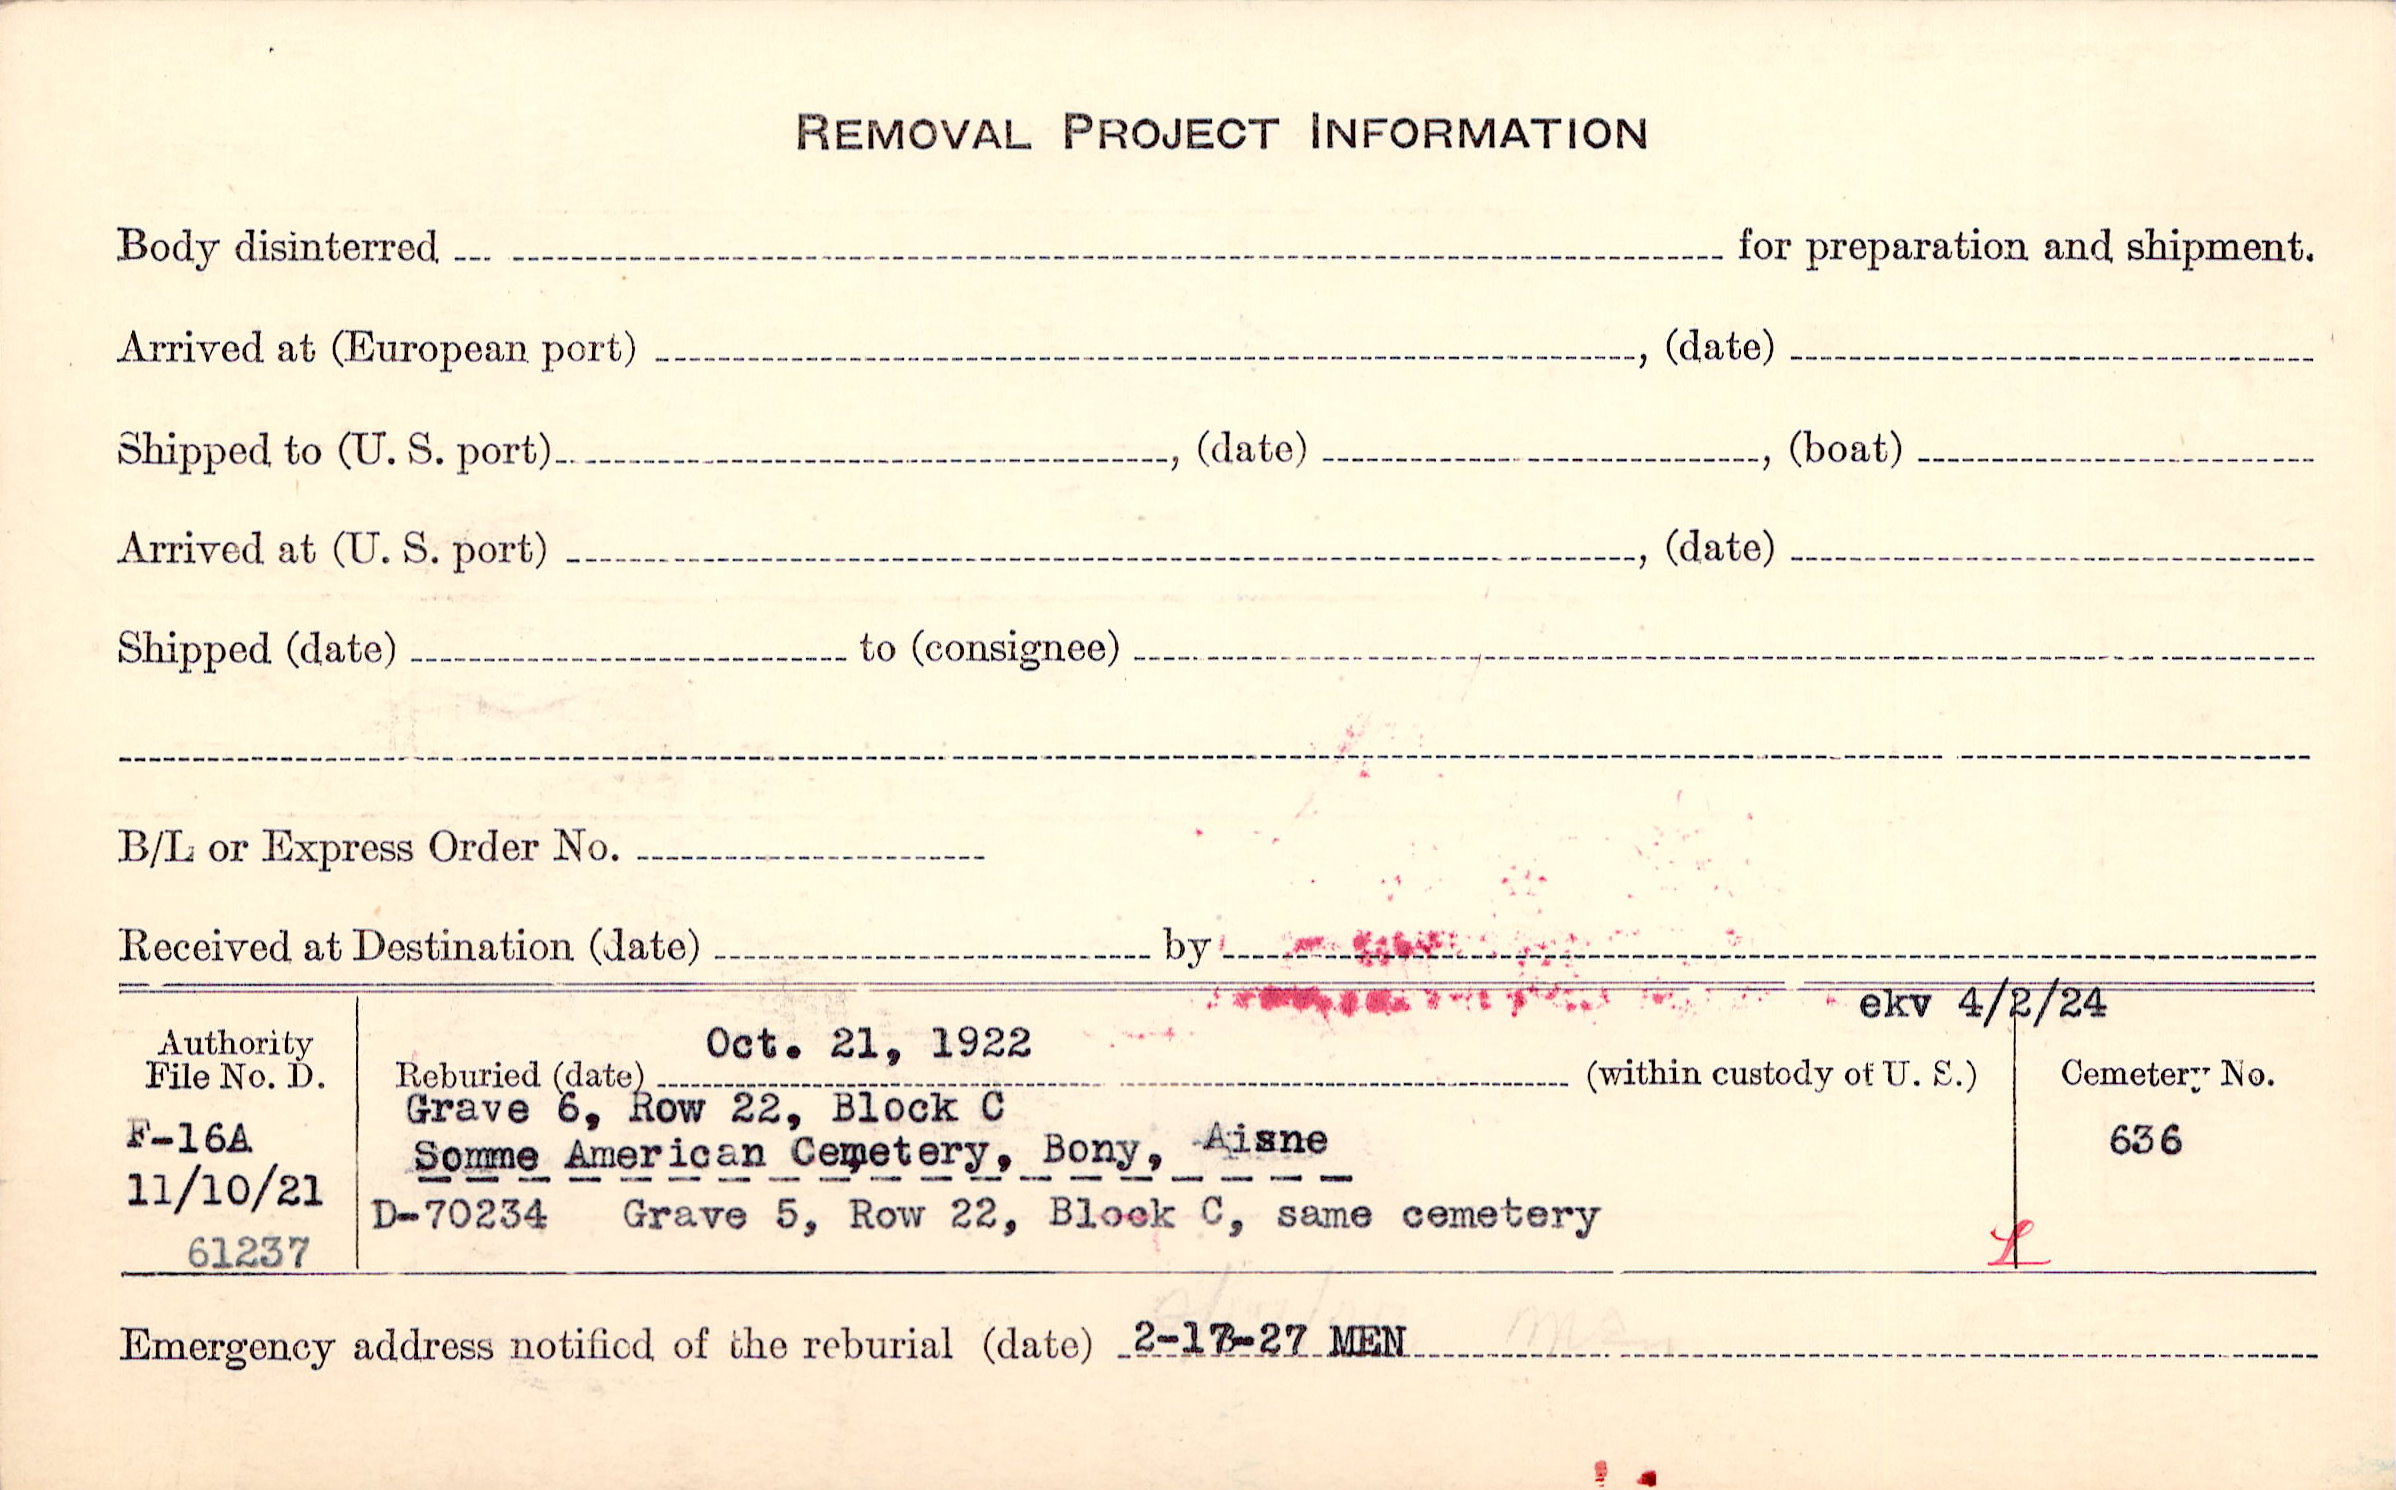 REMOVAL PROJECT INFORMATION
Body disinterred for preparation and shipment.
Arrived at (European port) , (date)
Shipped to (U. S. port) , (date) , (boat)
Arrived at (U. S. port) , (date)
Shipped (date) to (consignee)
B/L or Express Order No.
Received at Destination (date) by
ekv 4/2/24
Authority
File No. D.
F-16A
11/10/21
61237
Oct. 21, 1922
Reburied (date) (within custody of U. S.)
Grave 6, Row 22, Block C
Somme American Cemetery, Bony, Aisne
D-70234 Grave 5, Row 22, Block C, same cemetery
Cemetery No.
636
Emergency address notified of the reburial (date) MEN